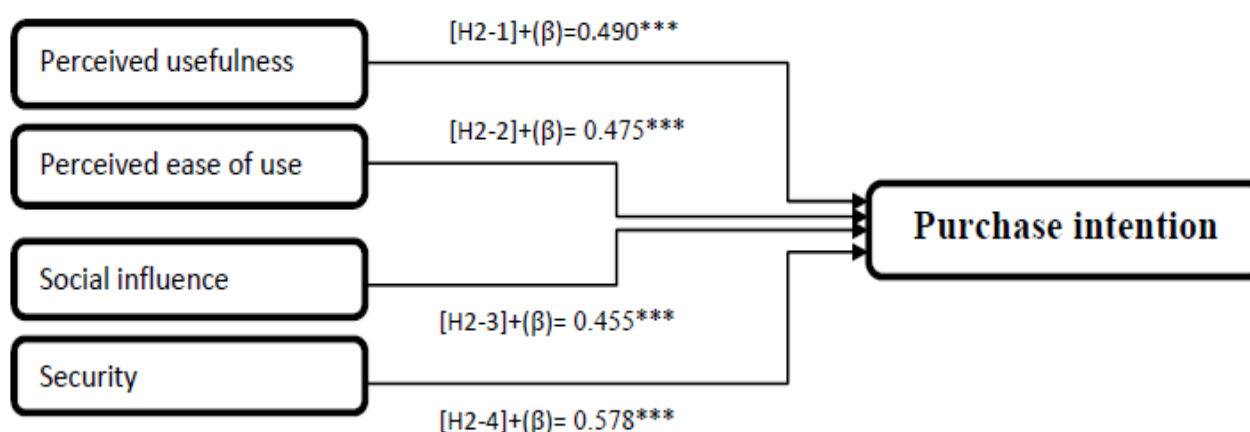 [H2-1]+(β)=0.490***
Perceived usefulness
[H2-2]+(β)= 0.475***
Perceived ease of use
Purchase intention
Social influence
[H2-3]+(β)= 0.455***
Security
[H2-4]+(β)= 0.578***